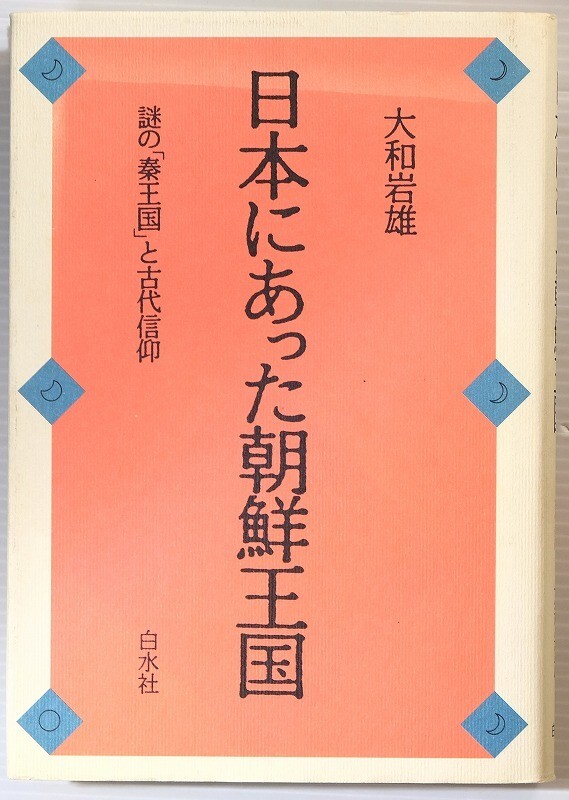 大和岩雄
日本にあった朝鮮王国
謎の「秦王国」と古代信仰
白水社